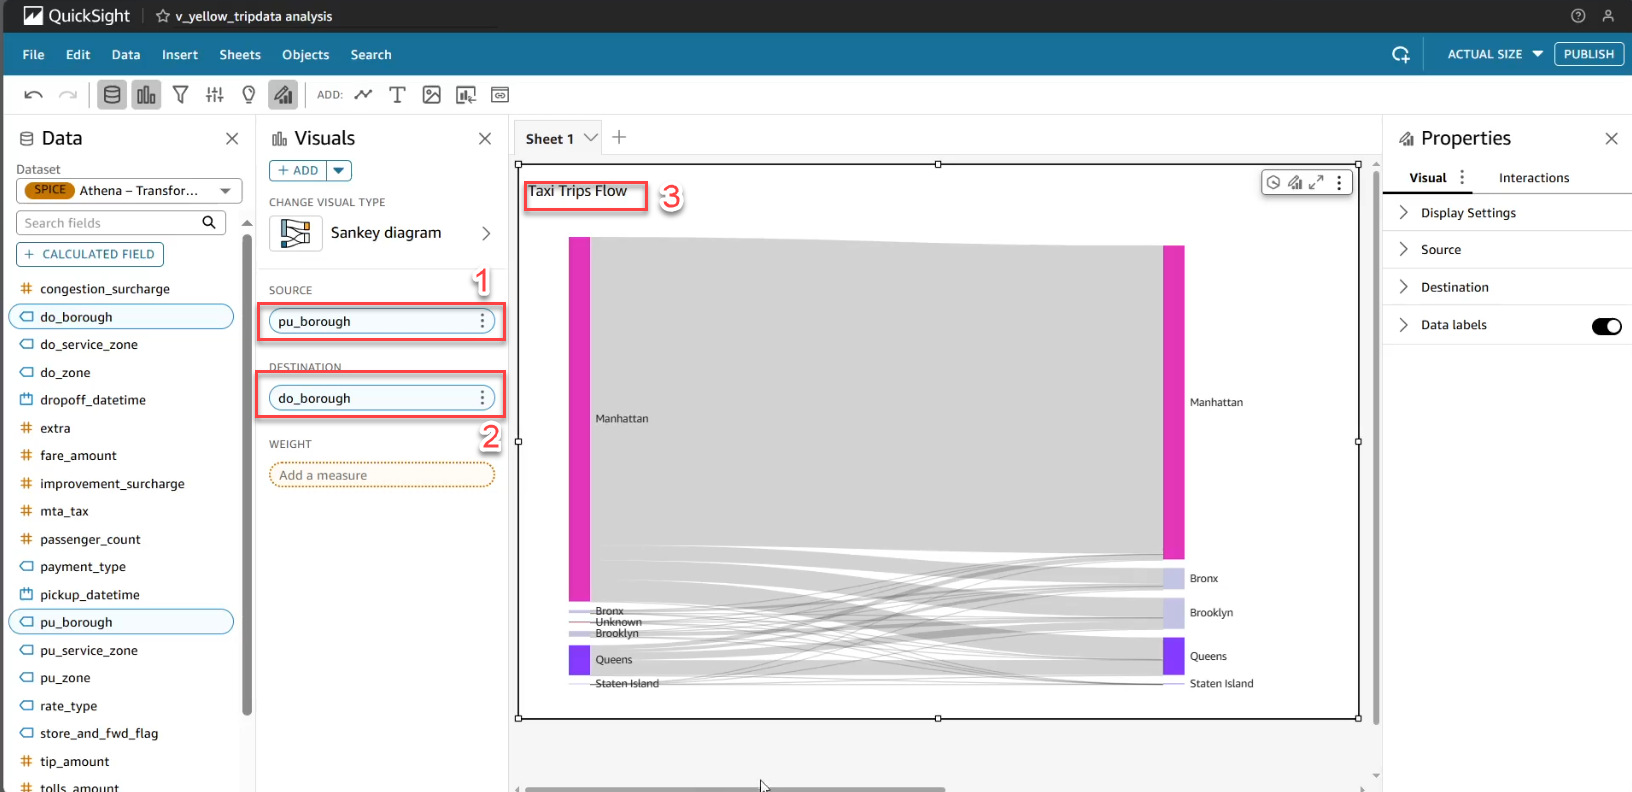 QuickSight v_yellow_tripdata analysis
File Edit Data Insert Sheets Objects Search ACTUAL SIZE PUBLISH
ADD:
Data
Dataset
SPICE Athena – Transfor...
Search fields
+ CALCULATED FIELD
congestion_surcharge
do_borough
do_service_zone
do_zone
dropoff_datetime
extra
fare_amount
improvement_surcharge
mta_tax
passenger_count
payment_type
pickup_datetime
pu_borough
pu_service_zone
pu_zone
rate_type
store_and_fwd_flag
tip_amount
tolls_amount
Visuals
+ ADD
CHANGE VISUAL TYPE
Sankey diagram
SOURCE
1
pu_borough
DESTINATION
do_borough
2
WEIGHT
Add a measure
Sheet 1
Taxi Trips Flow
3
Manhattan
Bronx
Unknown
Brooklyn
Queens
Staten Island
Manhattan
Bronx
Brooklyn
Queens
Staten Island
Properties
Visual Interactions
Display Settings
Source
Destination
Data labels